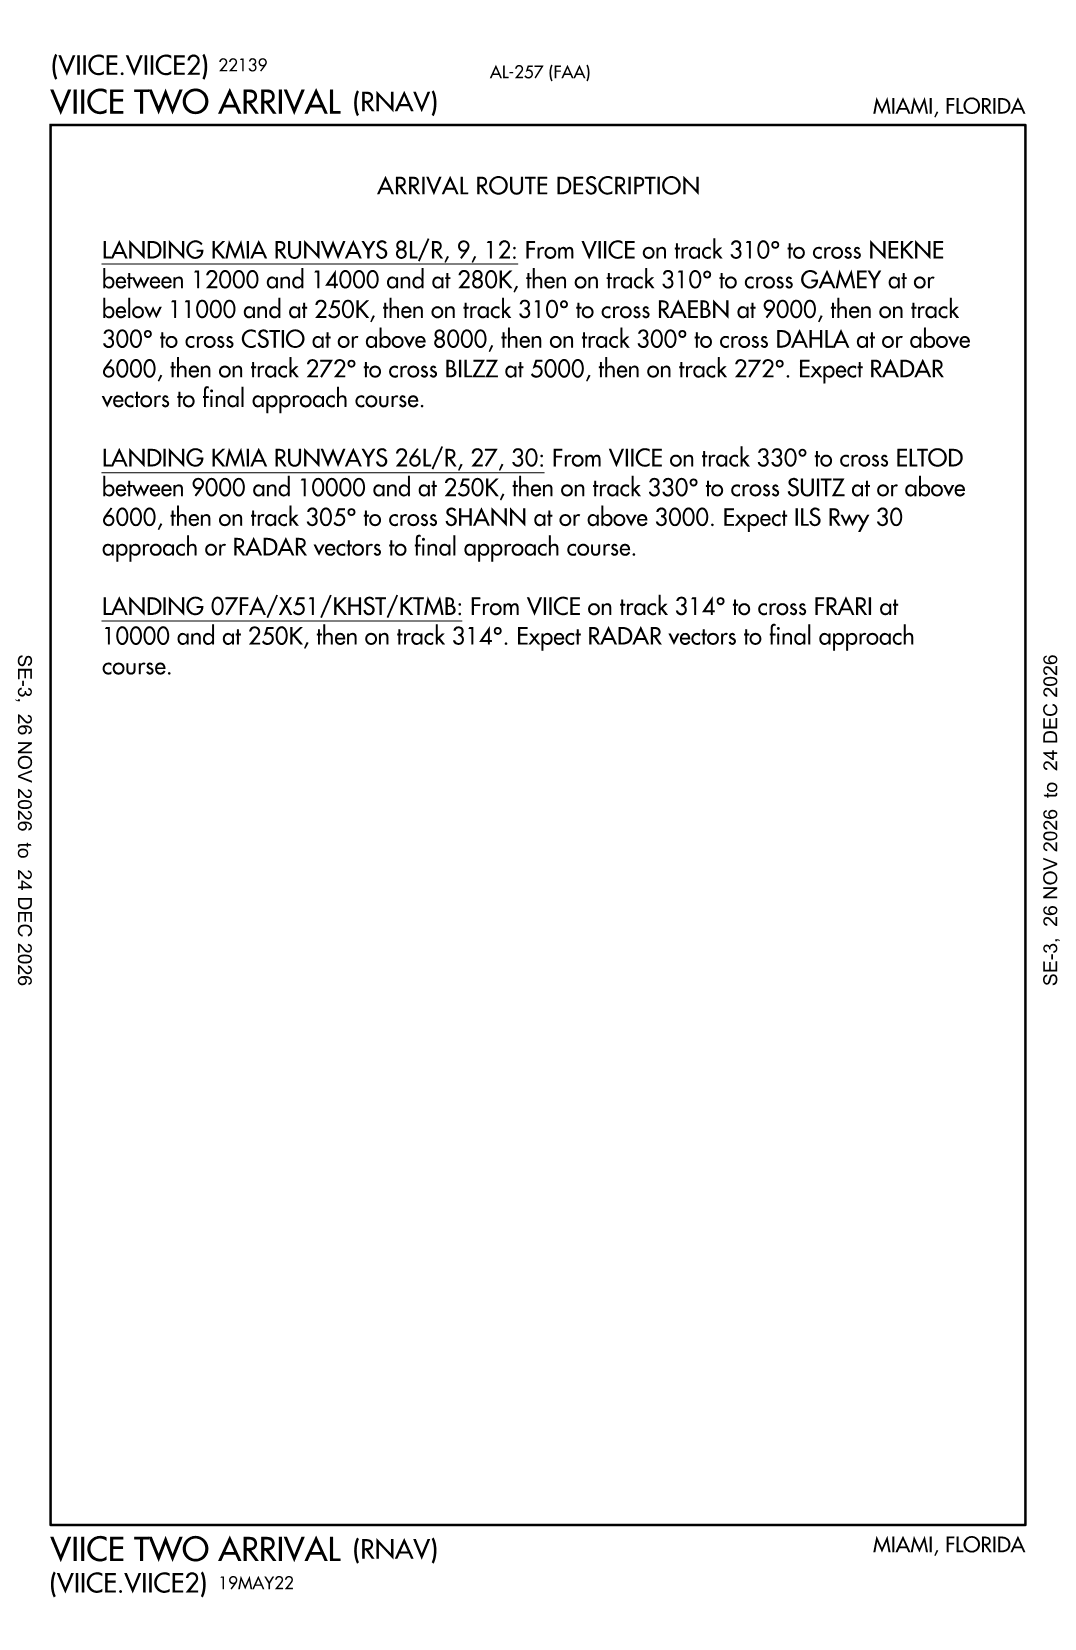 (VIICE.VIICE2) 22139
AL-257 (FAA)
VIICE TWO ARRIVAL (RNAV)
MIAMI, FLORIDA
ARRIVAL ROUTE DESCRIPTION
LANDING KMIA RUNWAYS 8L/R, 9, 12: From VIICE on track 310° to cross NEKNE
between 12000 and 14000 and at 280K, then on track 310° to cross GAMEY at or
below 11000 and at 250K, then on track 310° to cross RAEBN at 9000, then on track
300° to cross CSTIO at or above 8000, then on track 300° to cross DAHLA at or above
6000, then on track 272° to cross BILZZ at 5000, then on track 272°. Expect RADAR
vectors to final approach course.
LANDING KMIA RUNWAYS 26L/R, 27, 30: From VIICE on track 330° to cross ELTOD
between 9000 and 10000 and at 250K, then on track 330° to cross SUITZ at or above
6000, then on track 305° to cross SHANN at or above 3000. Expect ILS Rwy 30
approach or RADAR vectors to final approach course.
LANDING 07FA/X51/KHST/KTMB: From VIICE on track 314° to cross FRARI at
10000 and at 250K, then on track 314°. Expect RADAR vectors to final approach
course.
SE-3, 26 NOV 2026 to 24 DEC 2026
SE-3, 26 NOV 2026 to 24 DEC 2026
VIICE TWO ARRIVAL (RNAV)
MIAMI, FLORIDA
(VIICE.VIICE2) 19MAY22